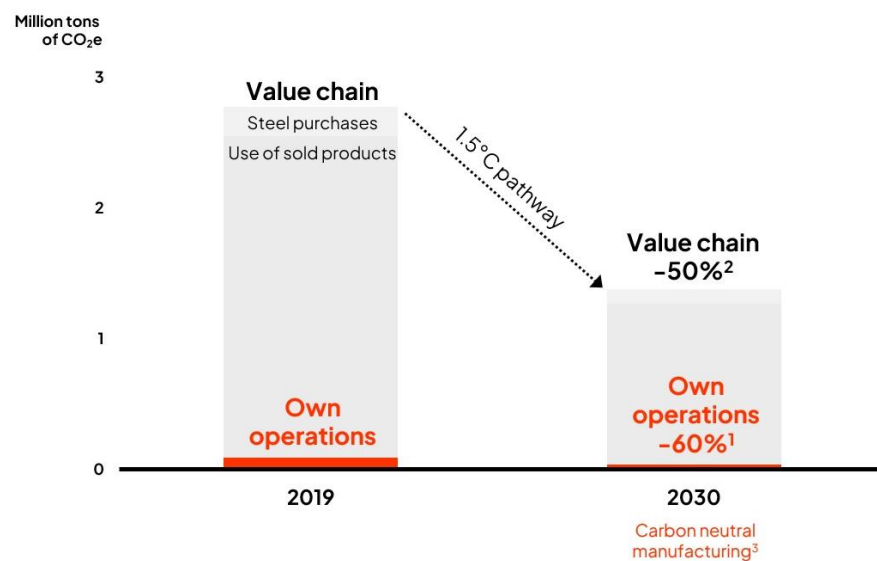 Million tons
of CO₂e
3
2
1
0
Value chain
Steel purchases
Use of sold products
Own
operations
1.5°C pathway
Value chain
-50%²
Own
operations
-60%¹
2019
2030
Carbon neutral
manufacturing³